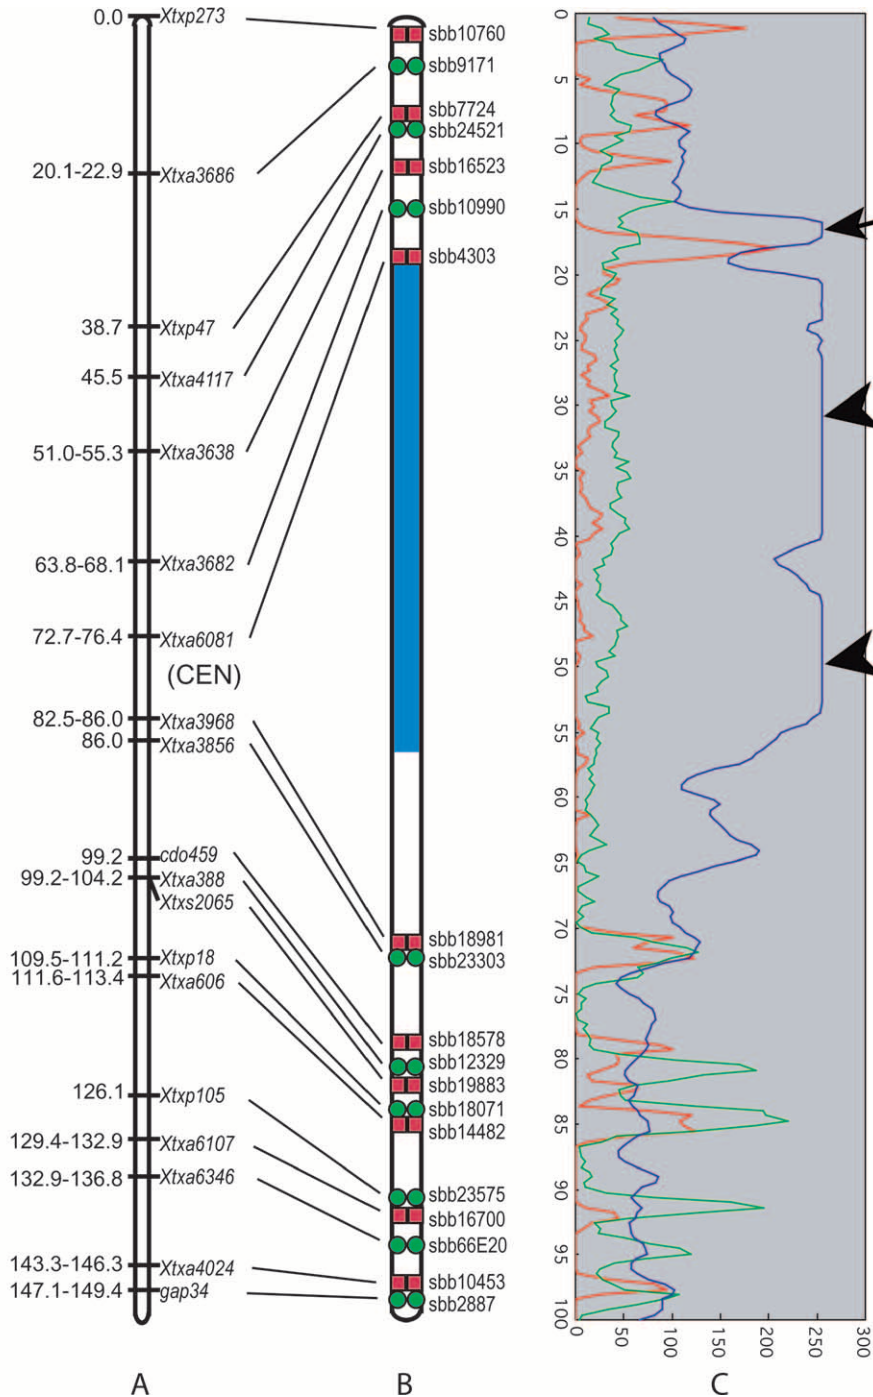 0.0 Xtxp273
20.1-22.9 Xtxa3686
38.7 Xtxp47
45.5 Xtxa4117
51.0-55.3 Xtxa3638
63.8-68.1 Xtxa3682
72.7-76.4 Xtxa6081
(CEN)
82.5-86.0 Xtxa3968
86.0 Xtxa3856
99.2 cdo459
99.2-104.2 Xtxa388
Xtxs2065
109.5-111.2 Xtxp18
111.6-113.4 Xtxa606
126.1 Xtxp105
129.4-132.9 Xtxa6107
132.9-136.8 Xtxa6346
143.3-146.3 Xtxa4024
147.1-149.4 gap34
A
sbb10760
sbb9171
sbb7724
sbb24521
sbb16523
sbb10990
sbb4303
sbb18981
sbb23303
sbb18578
sbb12329
sbb19883
sbb18071
sbb14482
sbb23575
sbb16700
sbb66E20
sbb10453
sbb2887
B
0
5
10
15
20
25
30
35
40
45
50
55
60
65
70
75
80
85
90
95
100
0 50 100 150 200 250 300
C